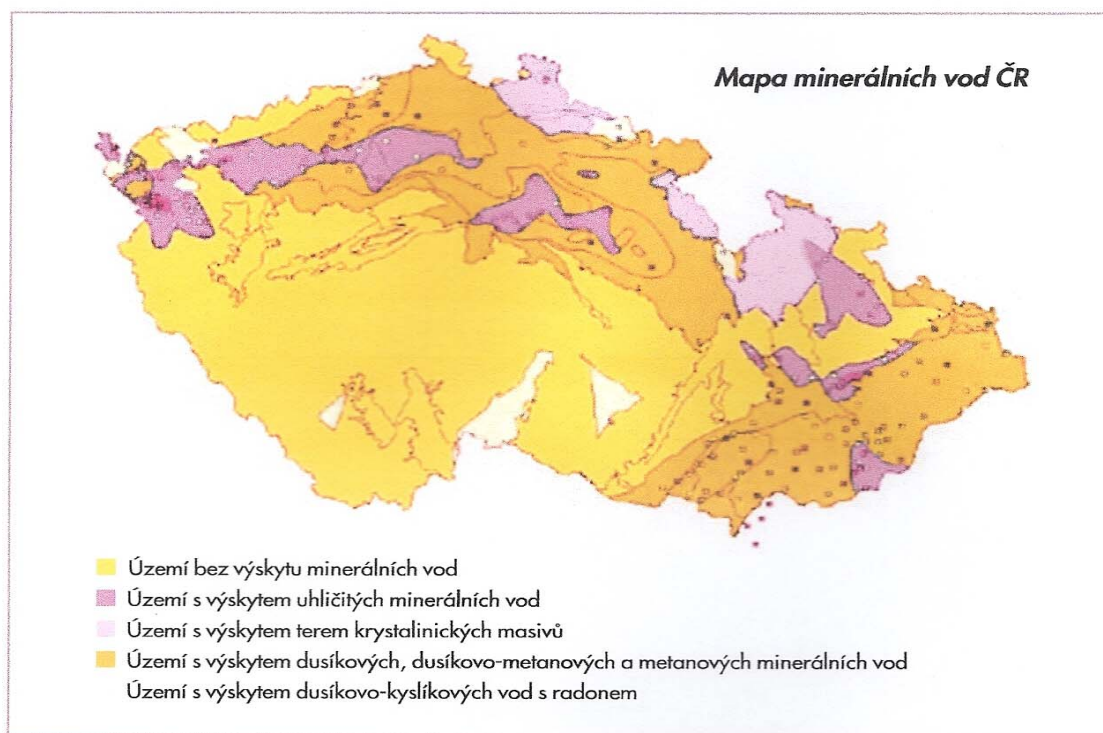 Mapa minerálních vod ČR
Území bez výskytu minerálních vod
Území s výskytem uhličitých minerálních vod
Území s výskytem terem krystalinických masivů
Území s výskytem dusíkových, dusíkovo-metanových a metanových minerálních vod
Území s výskytem dusíkovo-kyslíkových vod s radonem